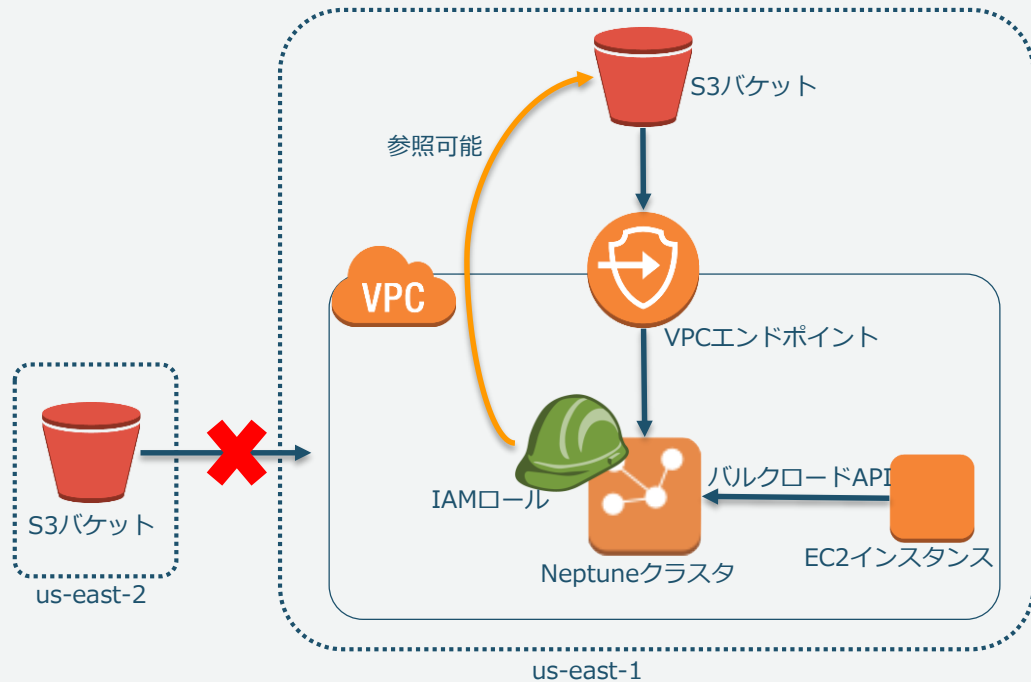 S3バケット
参照可能
VPC
VPCエンドポイント
S3バケット
us-east-2
IAMロール
バルクロードAPI
Neptuneクラスタ
EC2インスタンス
us-east-1